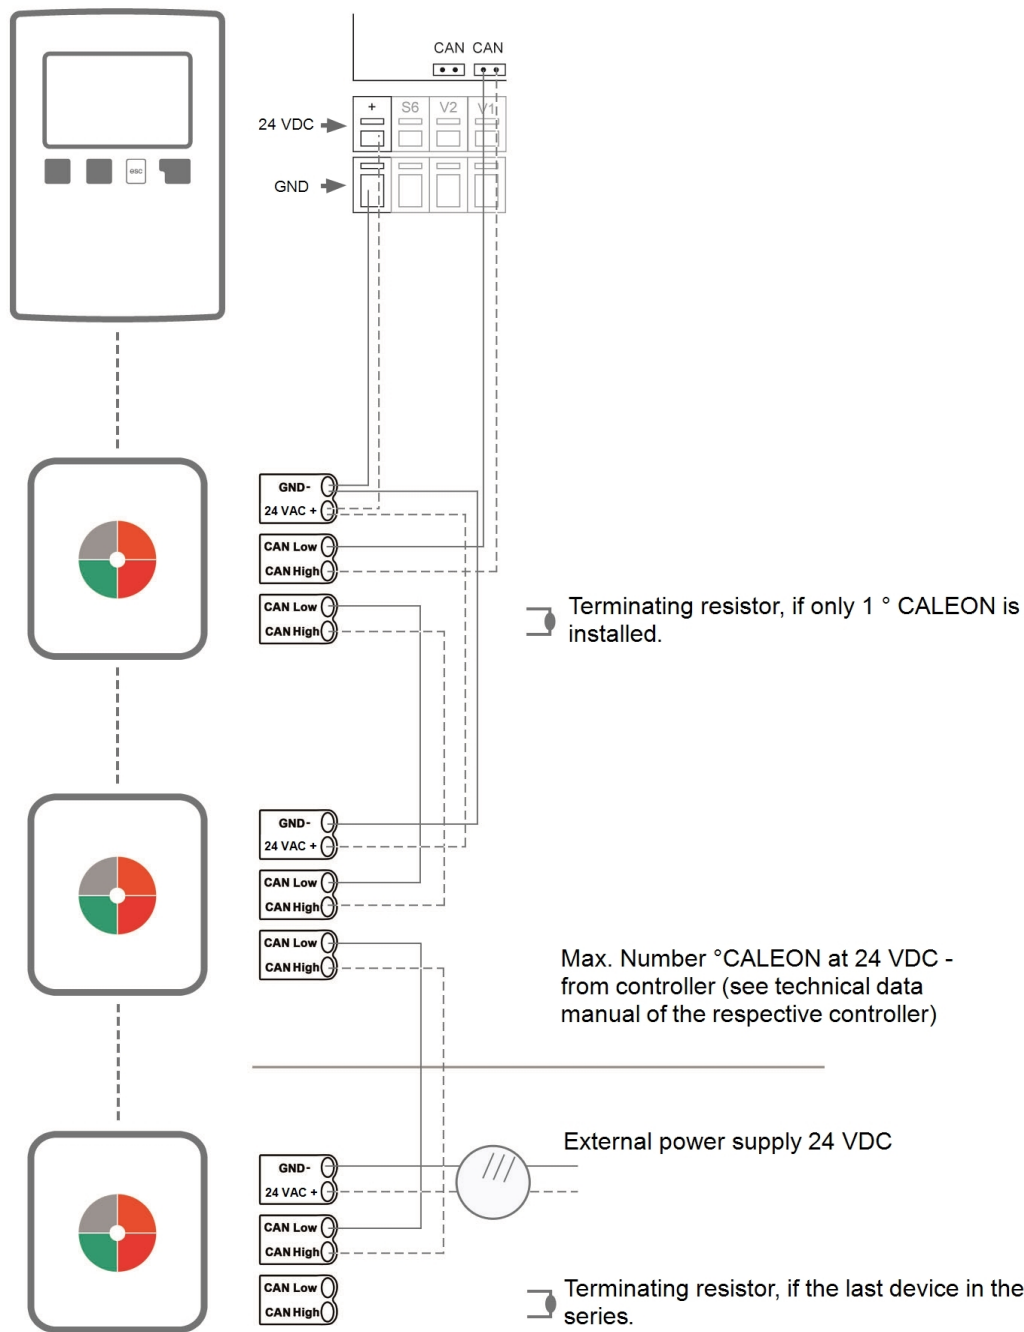 CAN CAN
+ S6 V2 V1
24 VDC
esc
GND
GND-
24 VAC +
CAN Low
CAN High
CAN Low
CAN High
Terminating resistor, if only 1 ° CALEON is
installed.
GND-
24 VAC +
CAN Low
CAN High
CAN Low
CAN High
Max. Number °CALEON at 24 VDC -
from controller (see technical data
manual of the respective controller)
External power supply 24 VDC
GND-
24 VAC +
CAN Low
CAN High
CAN Low
CAN High
Terminating resistor, if the last device in the
series.